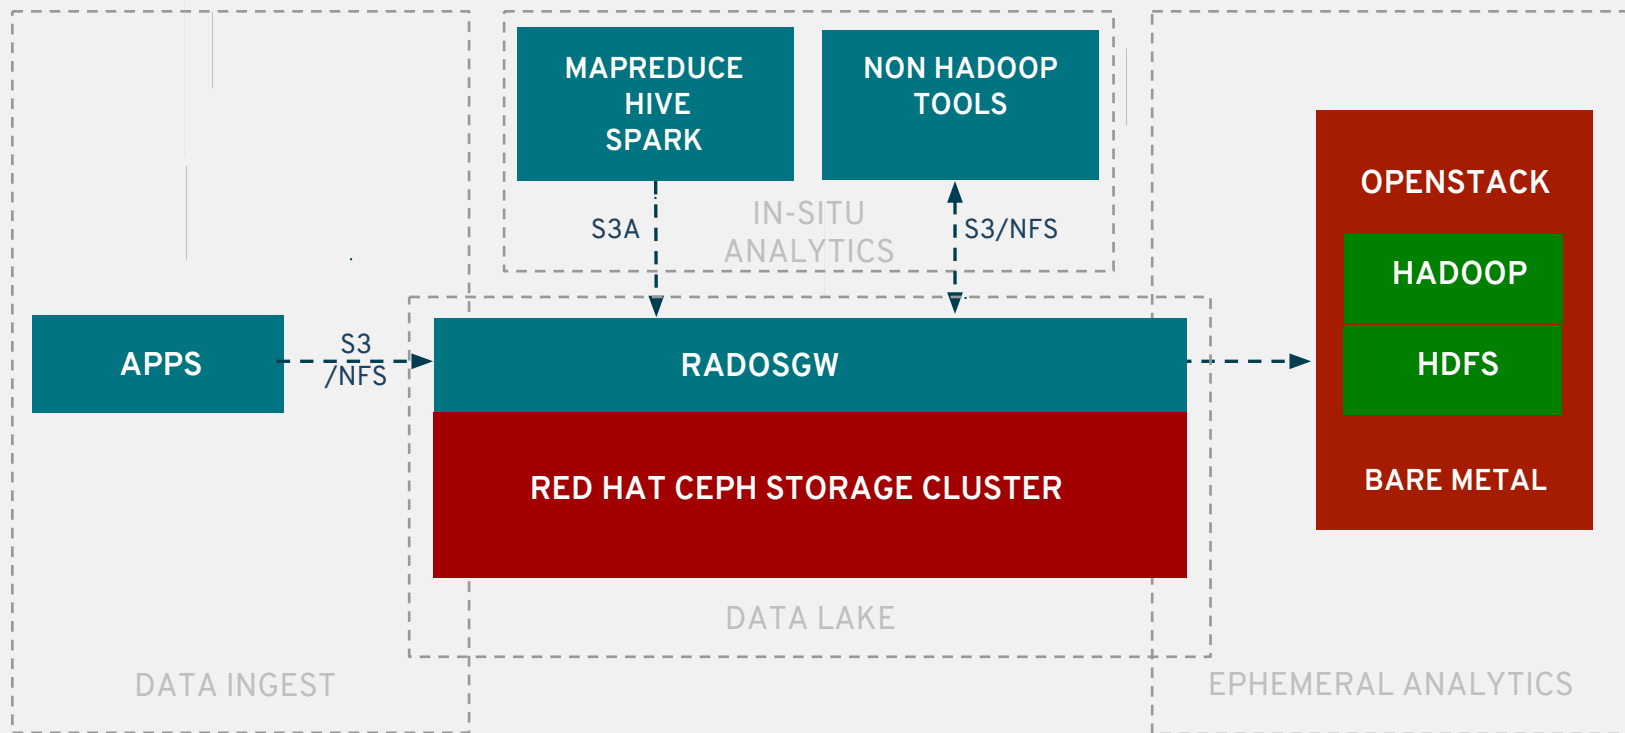 MAPREDUCE
HIVE
SPARK
NON HADOOP
TOOLS
S3A
IN-SITU
ANALYTICS
S3/NFS
APPS
S3
/NFS
RADOSGW
RED HAT CEPH STORAGE CLUSTER
DATA LAKE
DATA INGEST
OPENSTACK
HADOOP
HDFS
BARE METAL
EPHEMERAL ANALYTICS